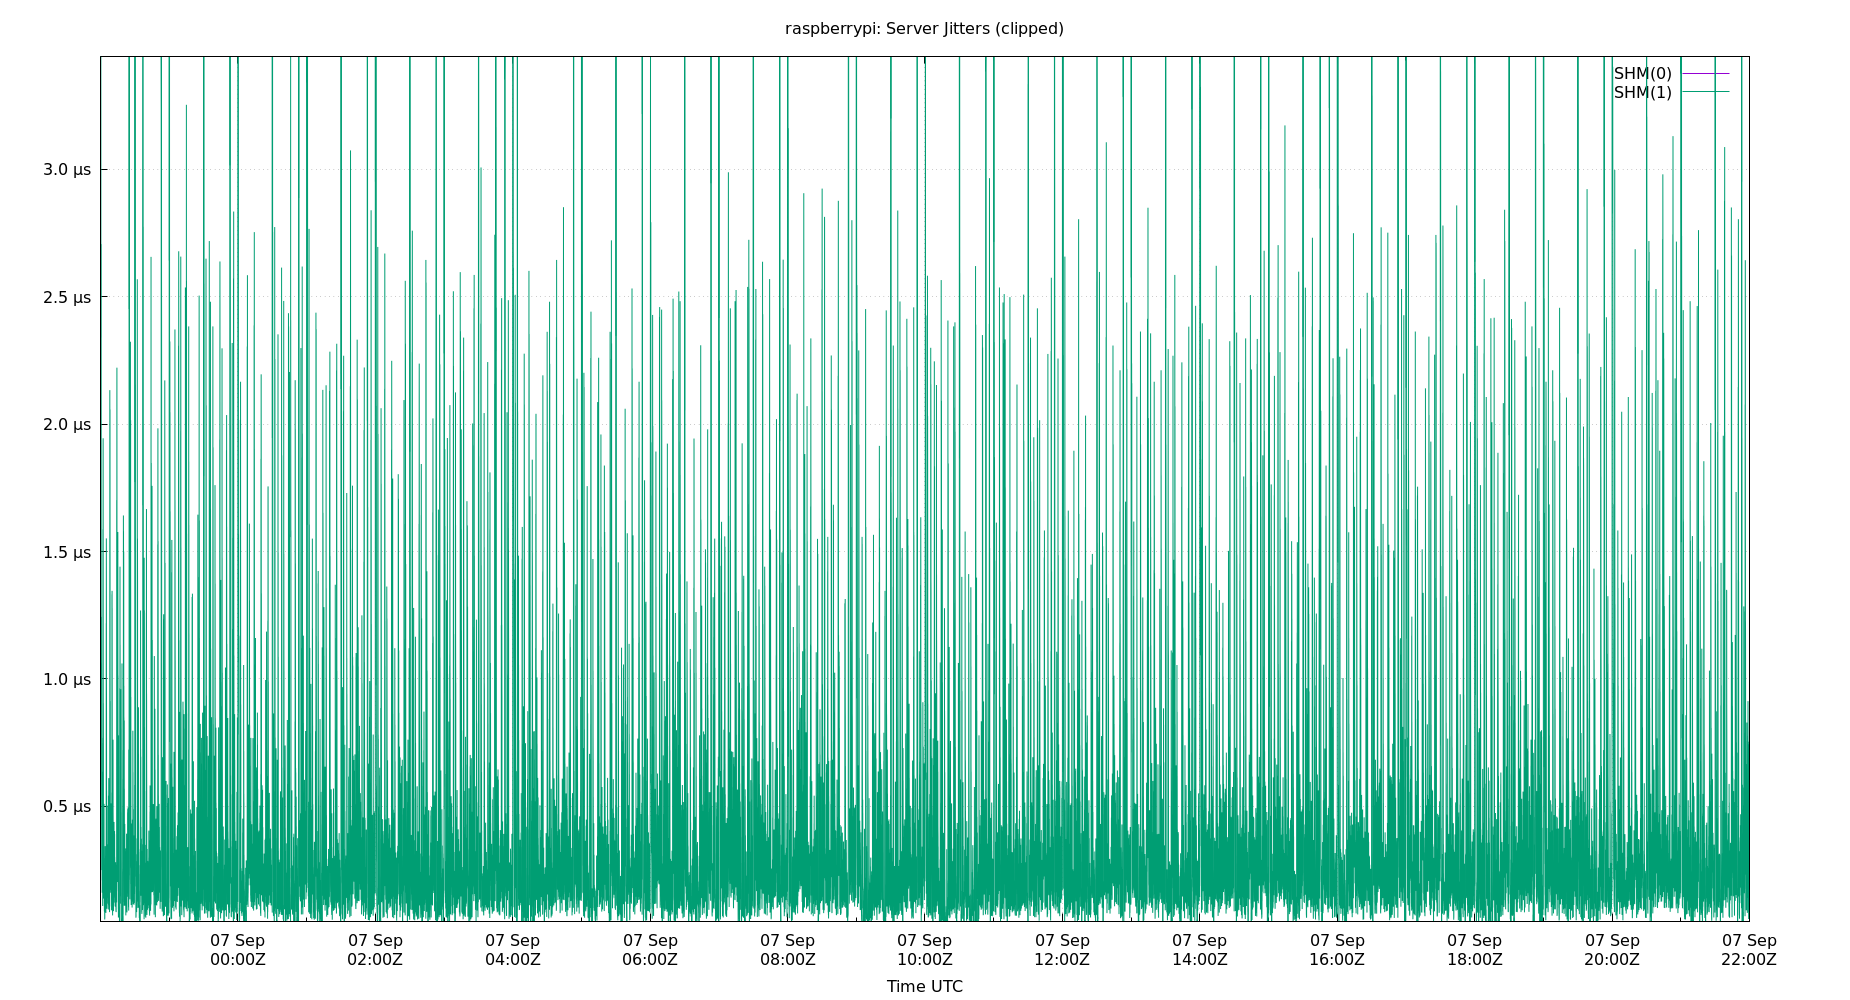 raspberrypi: Server Jitters (clipped)
SHM(0)
SHM(1)
3.0 µs
2.5 µs
2.0 µs
1.5 µs
1.0 µs
0.5 µs
07 Sep 07 Sep 07 Sep 07 Sep 07 Sep 07 Sep 07 Sep 07 Sep 07 Sep 07 Sep 07 Sep 07 Sep
00:00Z 02:00Z 04:00Z 06:00Z 08:00Z 10:00Z 12:00Z 14:00Z 16:00Z 18:00Z 20:00Z 22:00Z
Time UTC